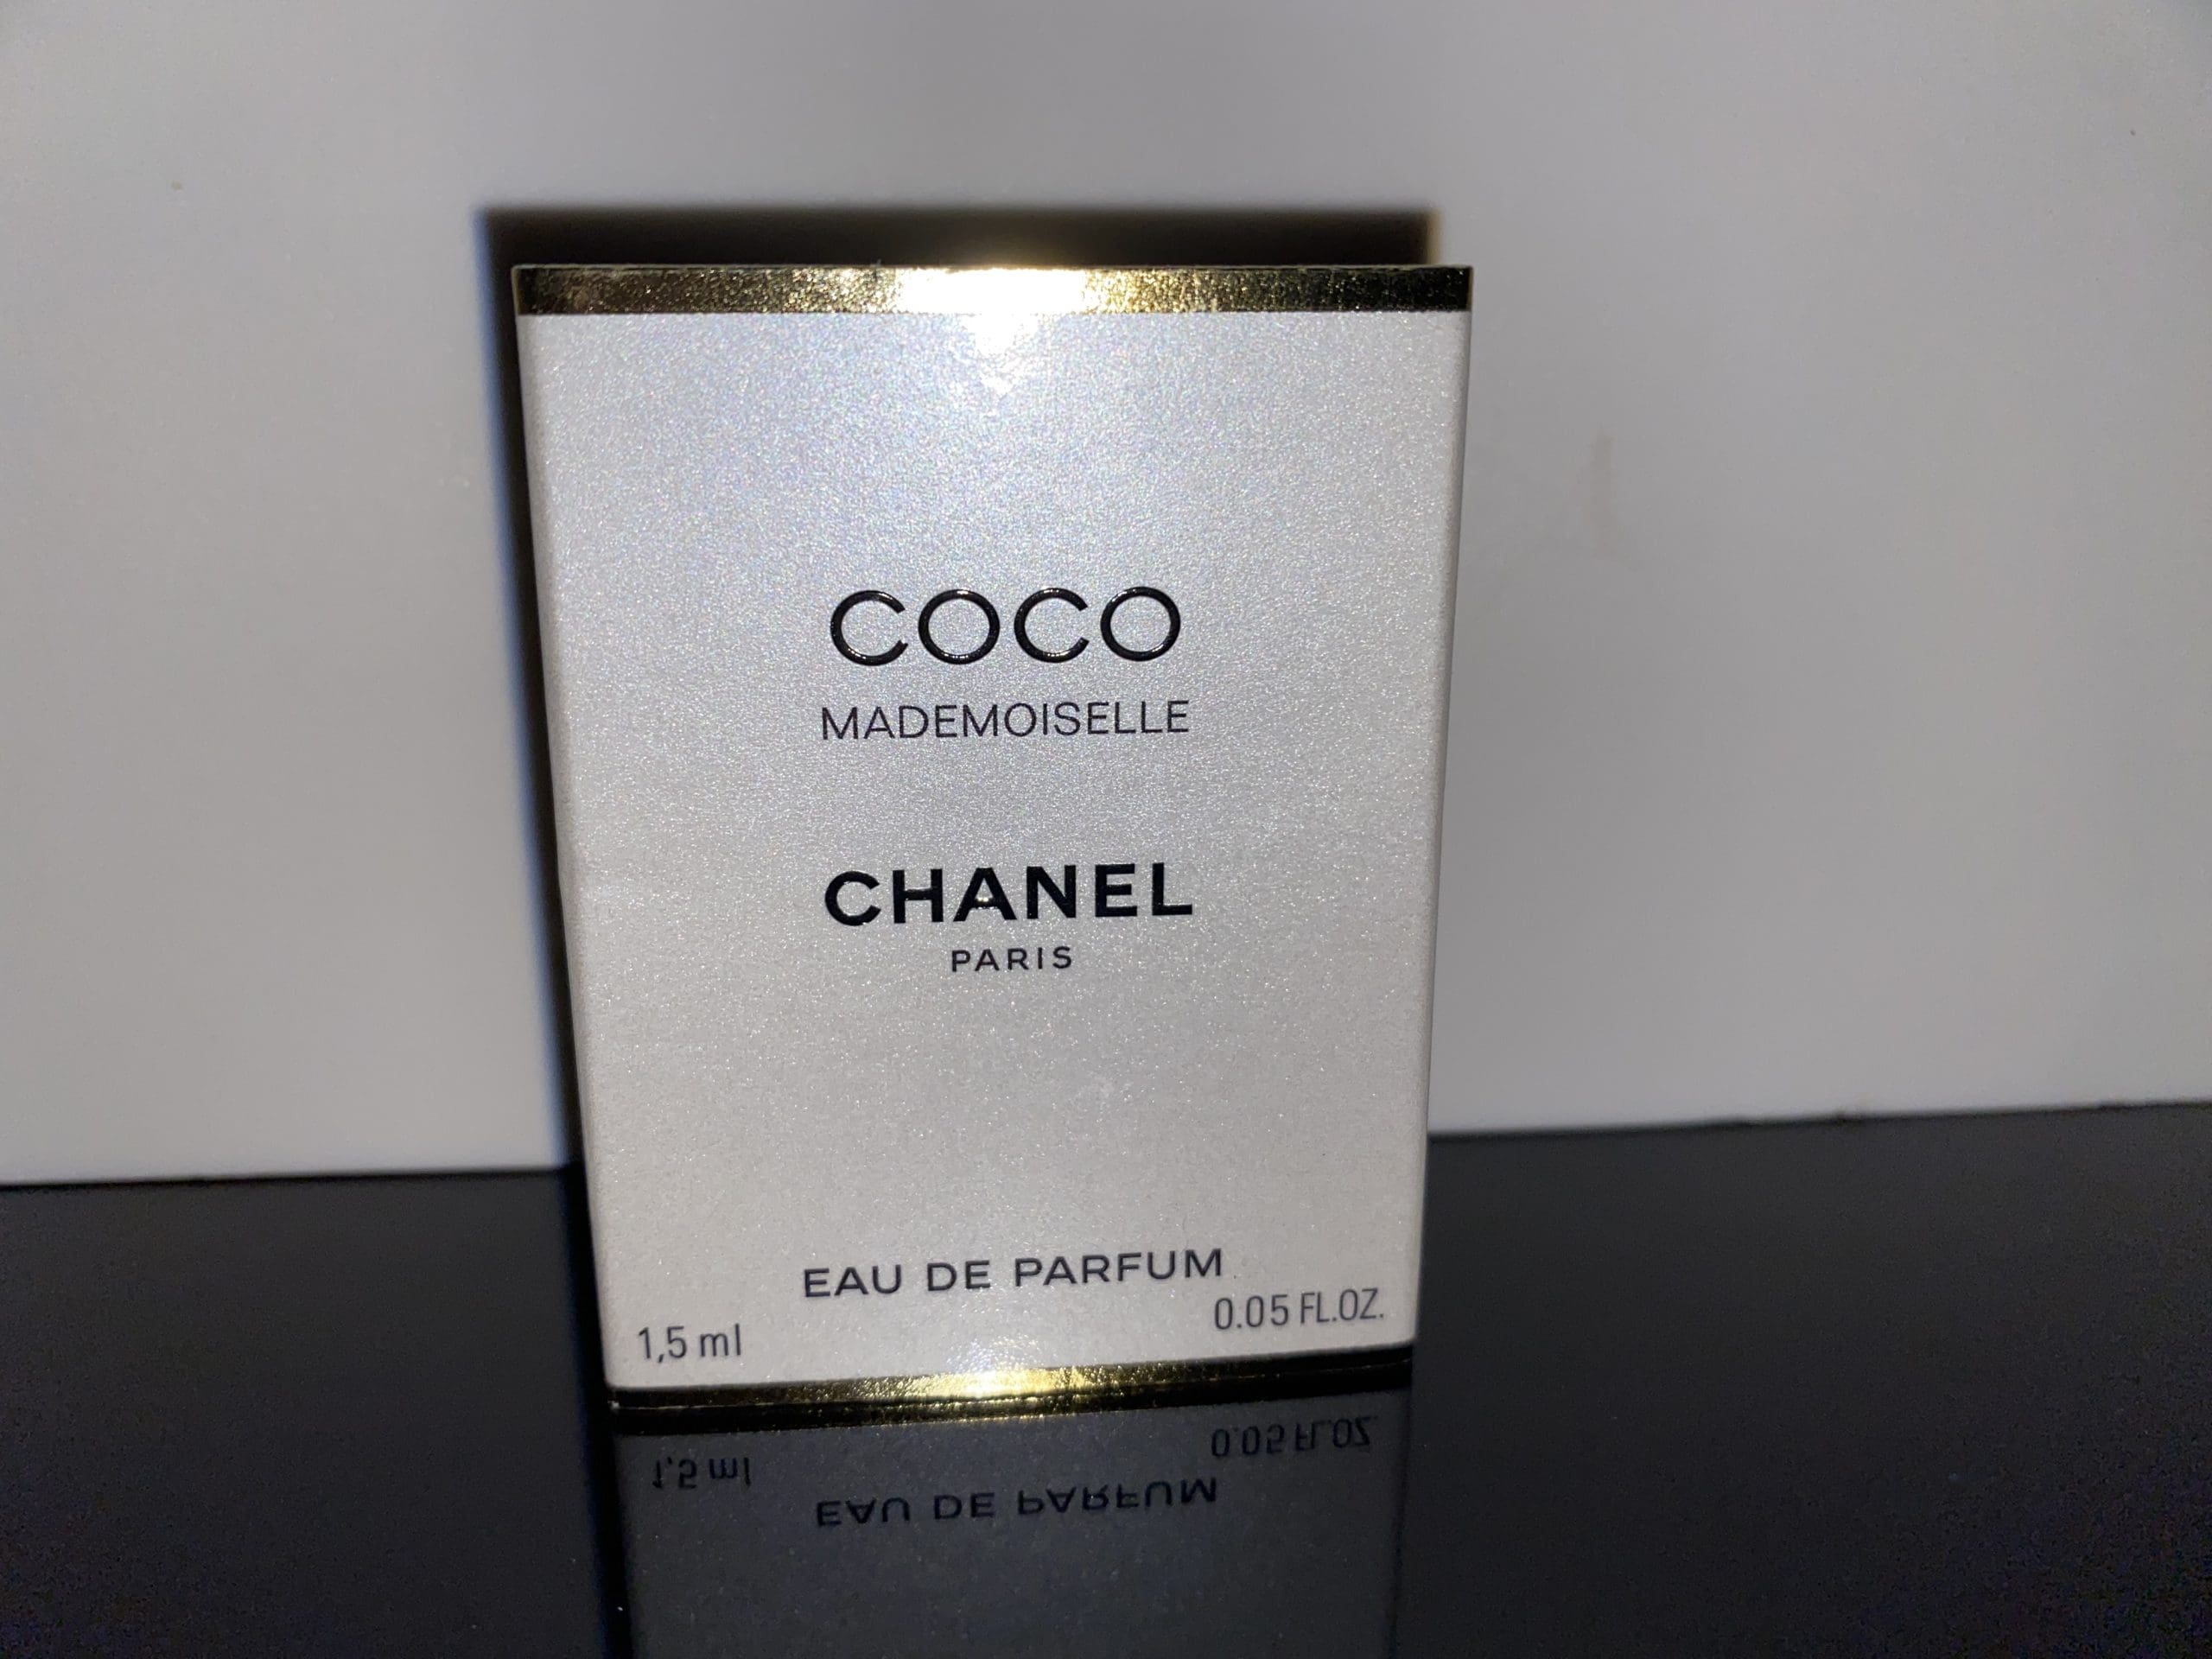 COCO
MADEMOISELLE
CHANEL
PARIS
EAU DE PARFUM
1,5 ml 0.05 FL.OZ.